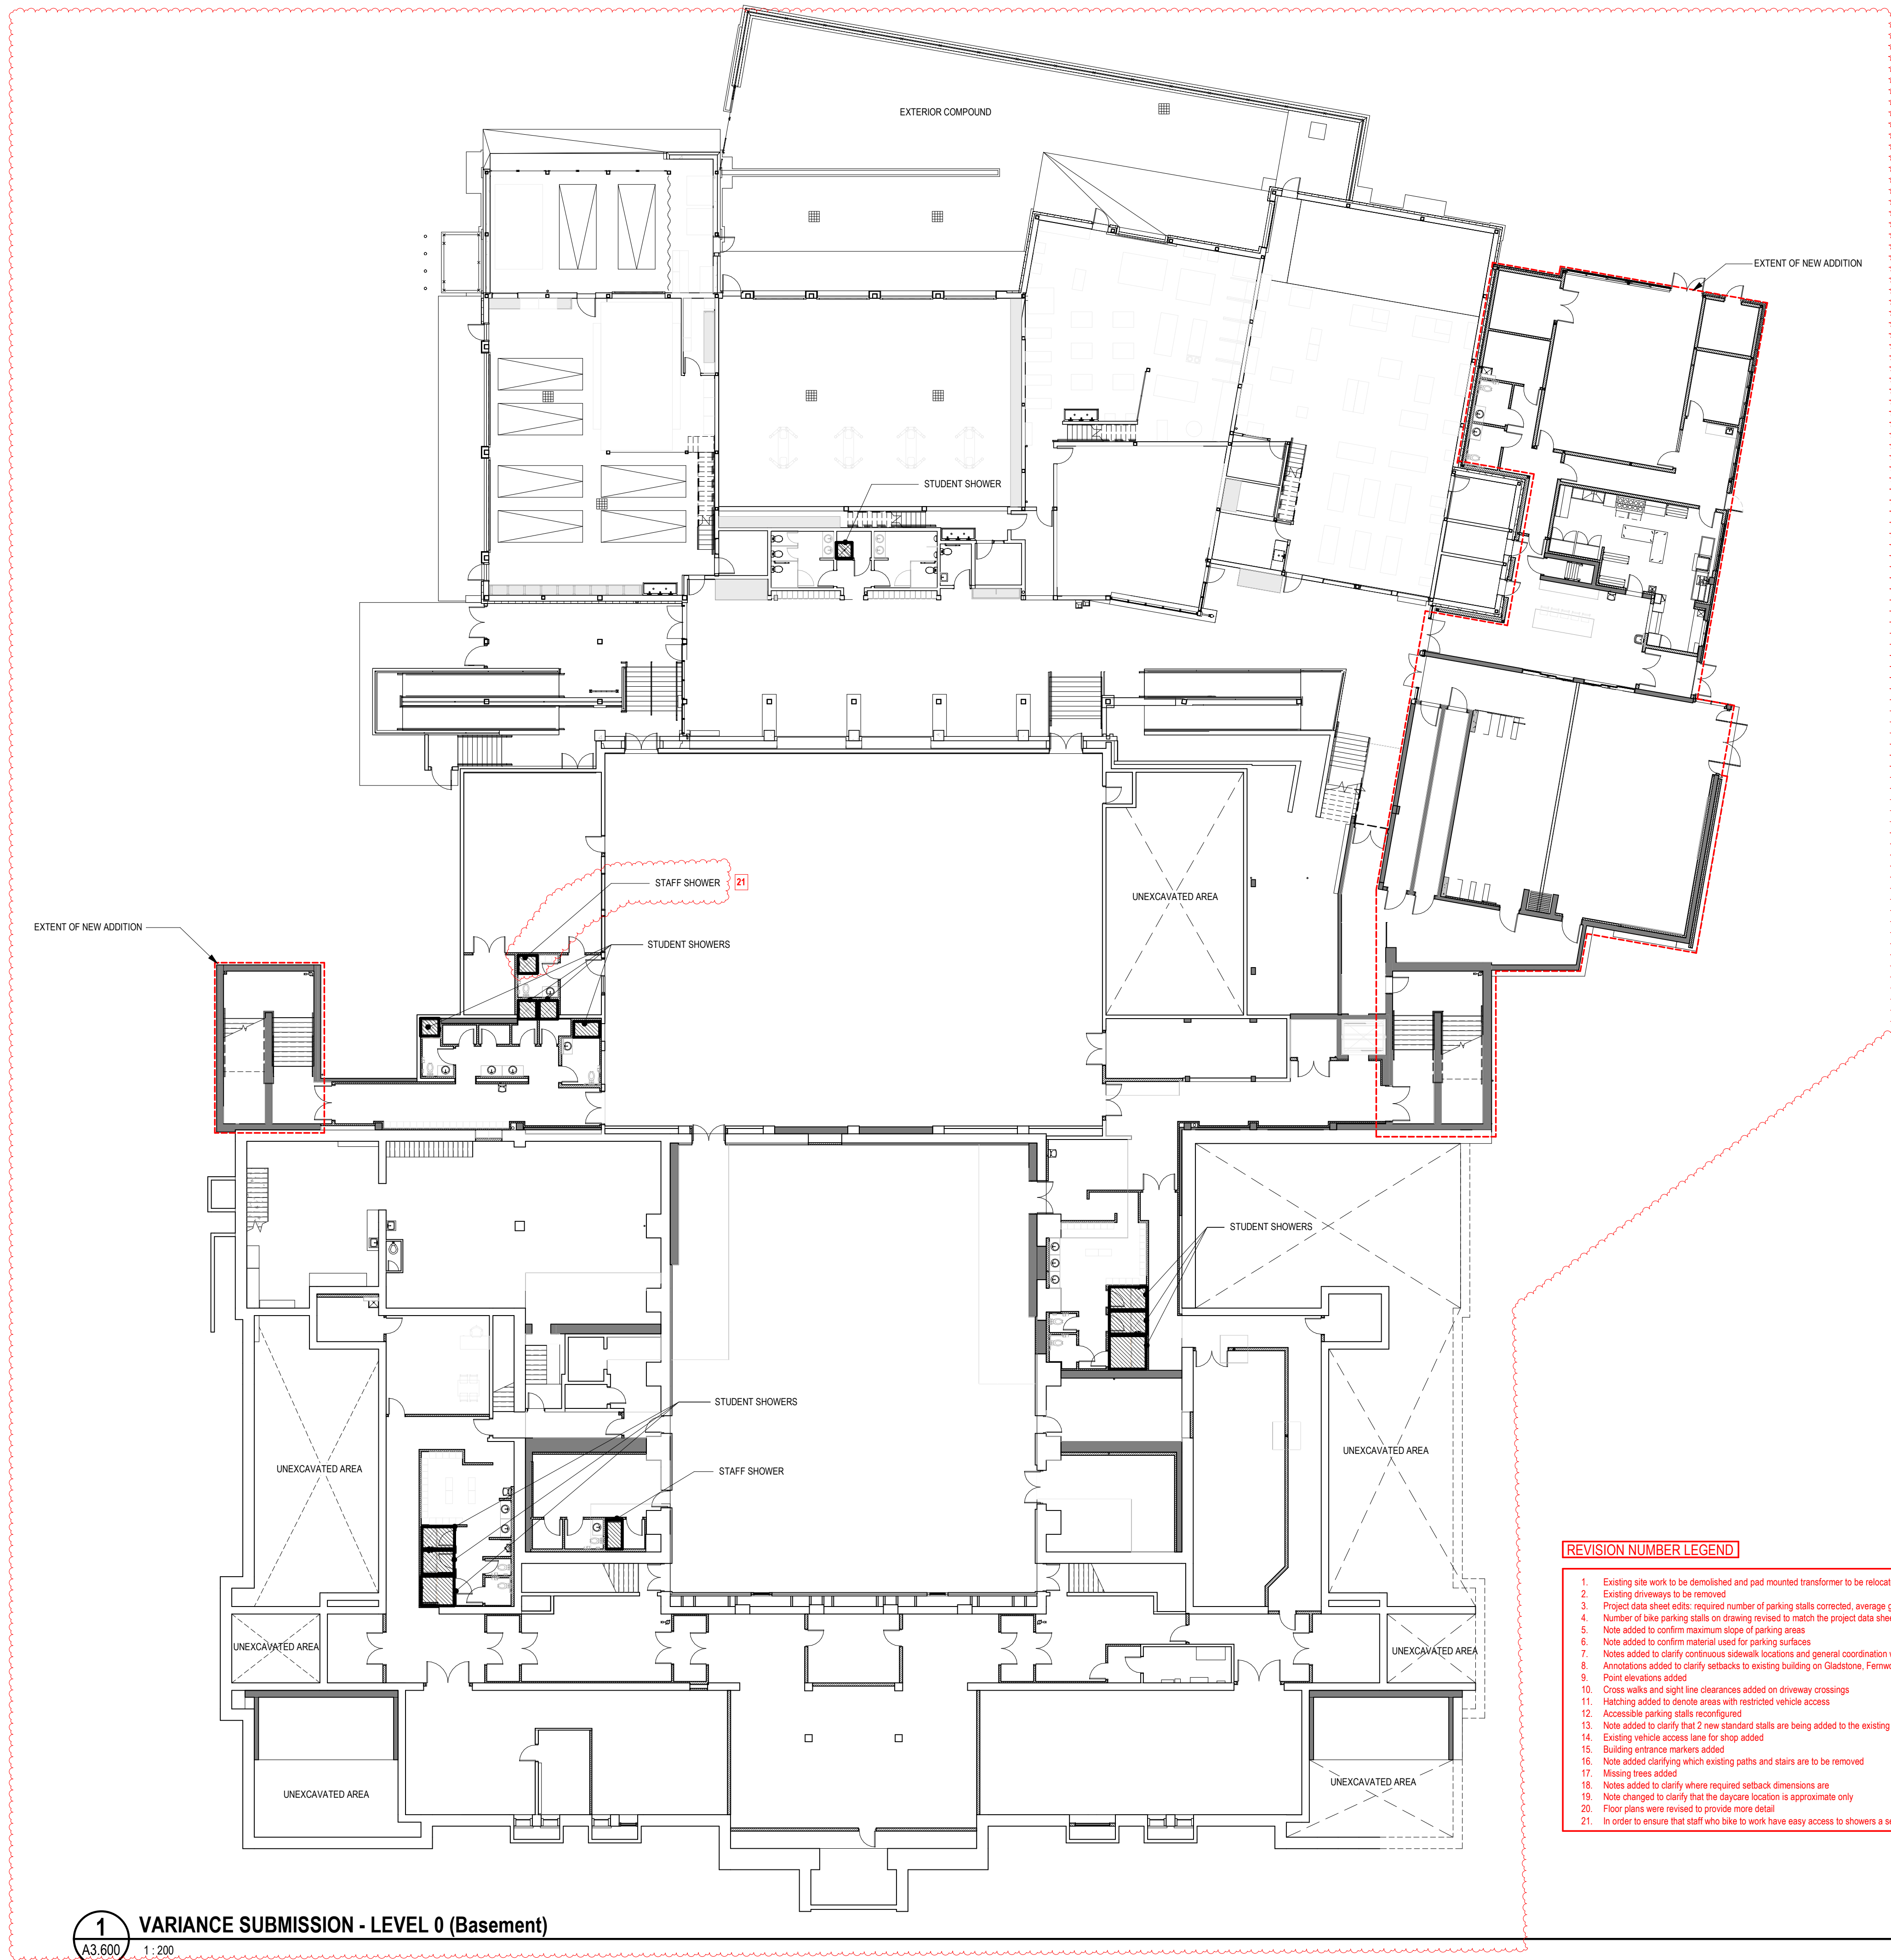 EXTERIOR COMPOUND
EXTENT OF NEW ADDITION
STUDENT SHOWER
STAFF SHOWER
21
UNEXCAVATED AREA
EXTENT OF NEW ADDITION
STUDENT SHOWERS
STUDENT SHOWERS
STUDENT SHOWERS
UNEXCAVATED AREA
UNEXCAVATED AREA
STAFF SHOWER
UNEXCAVATED AREA
UNEXCAVATED AREA
UNEXCAVATED AREA
UNEXCAVATED AREA
REVISION NUMBER LEGEND
1. Existing site work to be demolished and pad mounted transformer to be relocat
2. Existing driveways to be removed
3. Project data sheet edits: required number of parking stalls corrected, average g
4. Number of bike parking stalls on drawing revised to match the project data shee
5. Note added to confirm maximum slope of parking areas
6. Note added to confirm material used for parking surfaces
7. Notes added to clarify continuous sidewalk locations and general coordination
8. Annotations added to clarify setbacks to existing building on Gladstone, Fernwo
9. Point elevations added
10. Cross walks and sight line clearances added on driveway crossings
11. Hatching added to denote areas with restricted vehicle access
12. Accessible parking stalls reconfigured
13. Note added to clarify that 2 new standard stalls are being added to the existing
14. Existing vehicle access lane for shop added
15. Building entrance markers added
16. Note added clarifying which existing paths and stairs are to be removed
17. Missing trees added
18. Notes added to clarify where required setback dimensions are
19. Note changed to clarify that the daycare location is approximate only
20. Floor plans were revised to provide more detail
21. In order to ensure that staff who bike to work have easy access to showers a se
1
A3.600
VARIANCE SUBMISSION - LEVEL 0 (Basement)
1 : 200